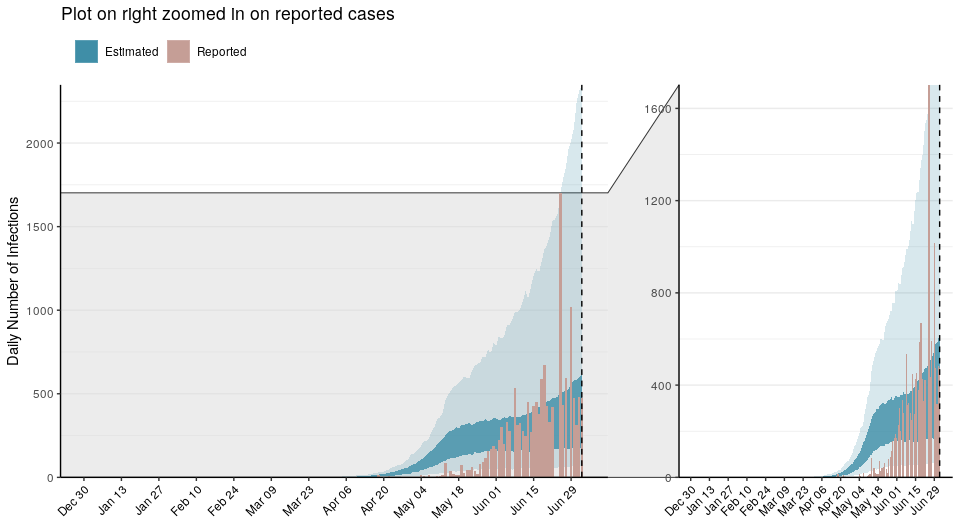 Plot on right zoomed in on reported cases
Estimated Reported
Daily Number of Infections
2000
1500
1000
500
0
Dec 30 Jan 13 Jan 27 Feb 10 Feb 24 Mar 09 Mar 23 Apr 06 Apr 20 May 04 May 18 Jun 01 Jun 15 Jun 29
1600
1200
800
400
0
Dec 30 Jan 13 Jan 27 Feb 10 Feb 24 Mar 09 Mar 23 Apr 06 Apr 20 May 04 May 18 Jun 01 Jun 15 Jun 29